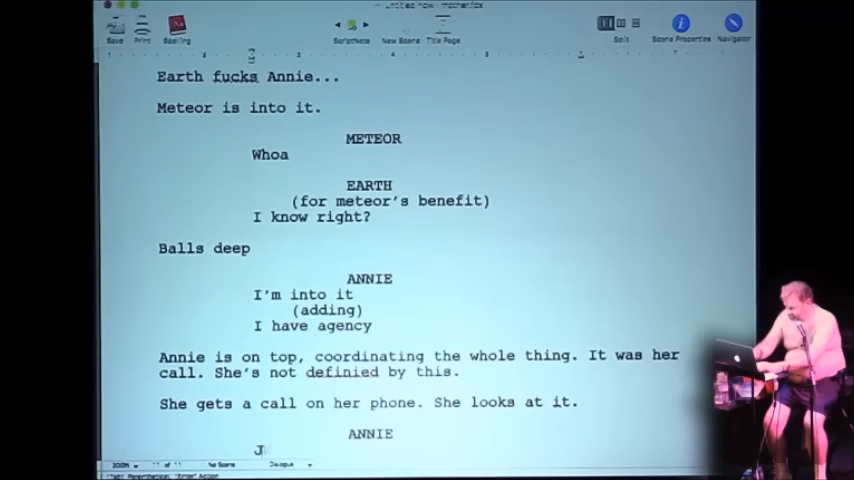 Save
Print
Spelling
ScriptNote
New Scene
Title Page
Split
Scene Properties
Navigator
Earth fucks Annie...
Meteor is into it.
METEOR
Whoa
EARTH
(for meteor's benefit)
I know right?
Balls deep
ANNIE
I'm into it
(adding)
I have agency
Annie is on top, coordinating the whole thing. It was her
call. She's not definied by this.
She gets a call on her phone. She looks at it.
ANNIE
J